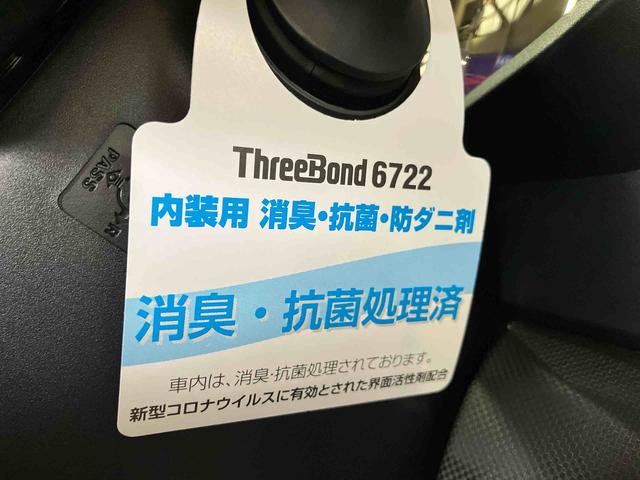 ThreeBond 6722
内装用 消臭・抗菌・防ダニ剤
消臭・抗菌処理済
車内は、消臭・抗菌処理されております。
新型コロナウイルスに有効とされた界面活性剤配合
PASS